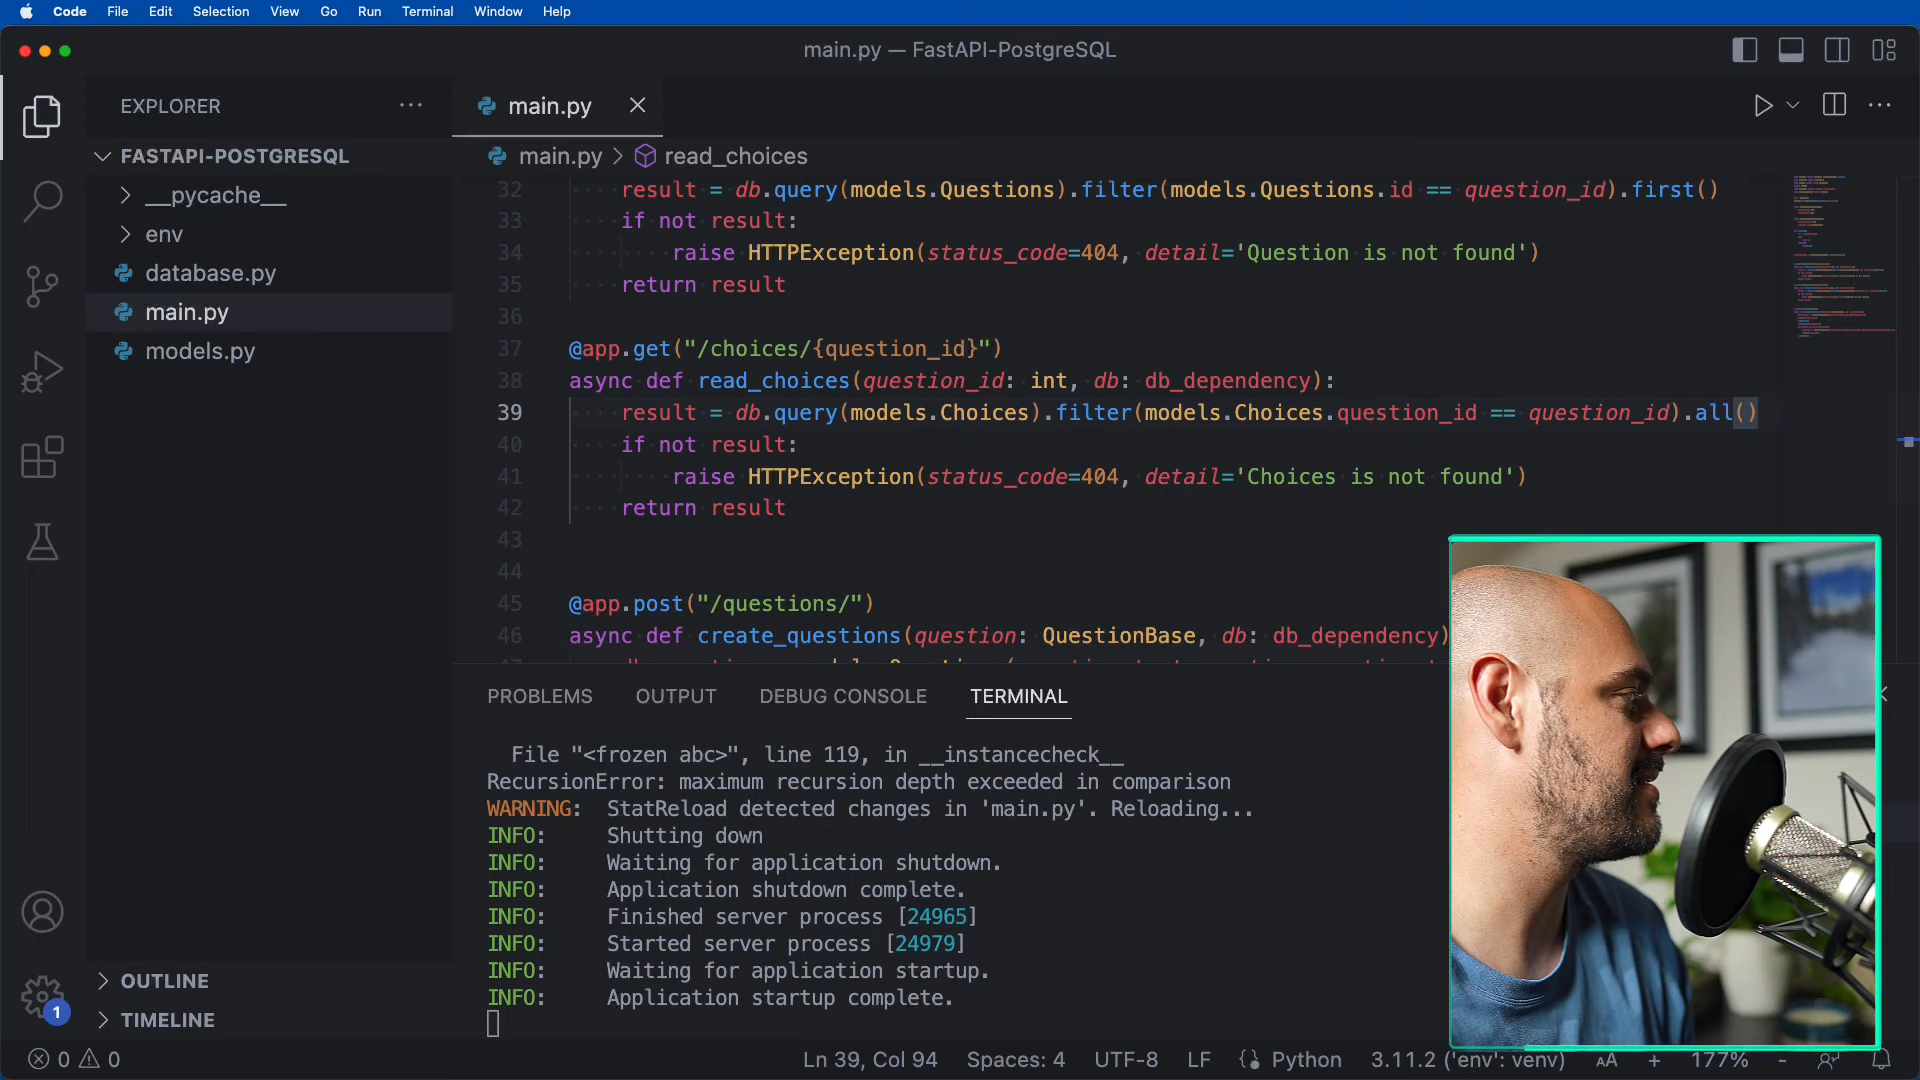 Code File Edit Selection View Go Run Terminal Window Help
main.py — FastAPI-PostgreSQL
EXPLORER
FASTAPI-POSTGRESQL
__pycache__
env
database.py
main.py
models.py
OUTLINE
TIMELINE
1
main.py
main.py > read_choices
32 result = db.query(models.Questions).filter(models.Questions.id == question_id).first()
33 if not result:
34 raise HTTPException(status_code=404, detail='Question is not found')
35 return result
36
37 @app.get("/choices/{question_id}")
38 async def read_choices(question_id: int, db: db_dependency):
39 result = db.query(models.Choices).filter(models.Choices.question_id == question_id).all()
40 if not result:
41 raise HTTPException(status_code=404, detail='Choices is not found')
42 return result
43
44
45 @app.post("/questions/")
46 async def create_questions(question: QuestionBase, db: db_dependency)
PROBLEMS OUTPUT DEBUG CONSOLE TERMINAL
File "<frozen abc>", line 119, in __instancecheck__
RecursionError: maximum recursion depth exceeded in comparison
WARNING: StatReload detected changes in 'main.py'. Reloading...
INFO: Shutting down
INFO: Waiting for application shutdown.
INFO: Application shutdown complete.
INFO: Finished server process [24965]
INFO: Started server process [24979]
INFO: Waiting for application startup.
INFO: Application startup complete.
0 0 Ln 39, Col 94 Spaces: 4 UTF-8 LF Python 3.11.2 ('env': venv) AA + 177% -